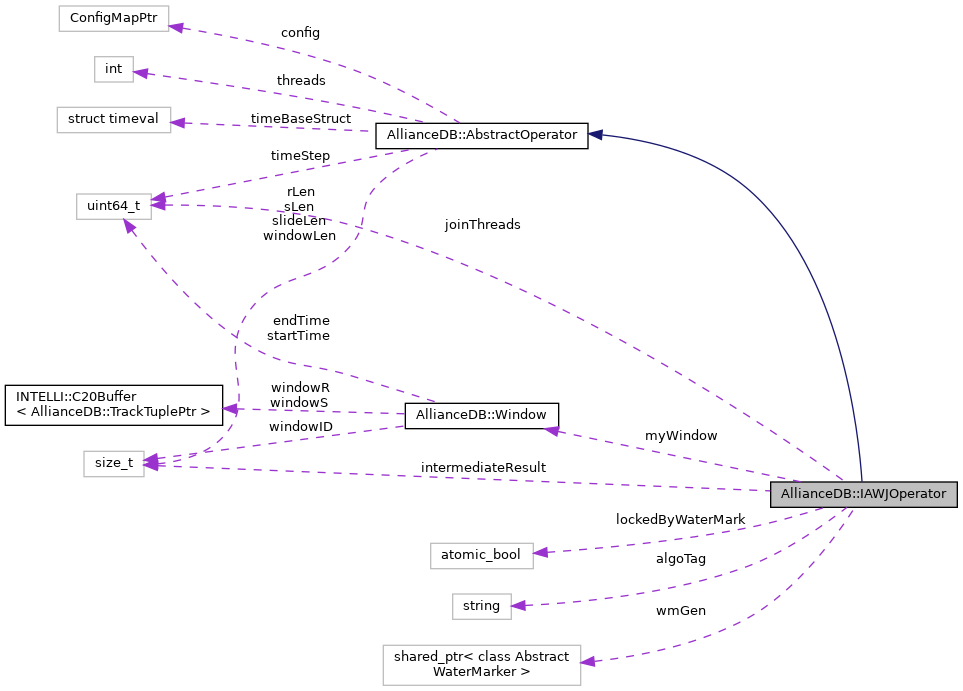 ConfigMapPtr
config
int
threads
struct timeval
timeBaseStruct
AllianceDB::AbstractOperator
timeStep
uint64_t
rLen
sLen
slideLen
windowLen
joinThreads
endTime
startTime
INTELLI::C20Buffer
< AllianceDB::TrackTuplePtr >
windowR
windowS
AllianceDB::Window
windowID
myWindow
size_t
intermediateResult
AllianceDB::IAWJOperator
lockedByWaterMark
atomic_bool
algoTag
string
wmGen
shared_ptr< class Abstract
WaterMarker >